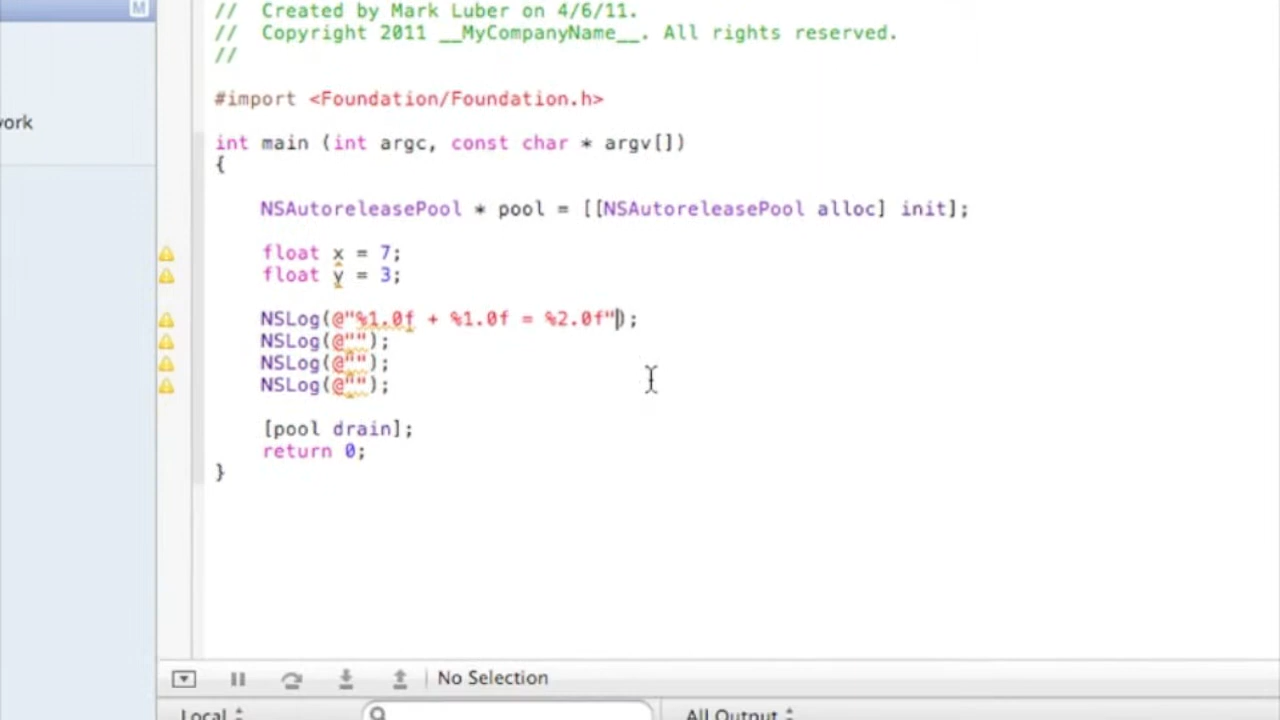 M
//  Created by Mark Luber on 4/6/11.
//  Copyright 2011 __MyCompanyName__. All rights reserved.
//
#import <Foundation/Foundation.h>
work
int main (int argc, const char * argv[])
{
NSAutoreleasePool * pool = [[NSAutoreleasePool alloc] init];
float x = 7;
float y = 3;
NSLog(@"%1.0f + %1.0f = %2.0f");
NSLog(@"");
NSLog(@"");
NSLog(@"");
[pool drain];
return 0;
}
No Selection
Local
All Output